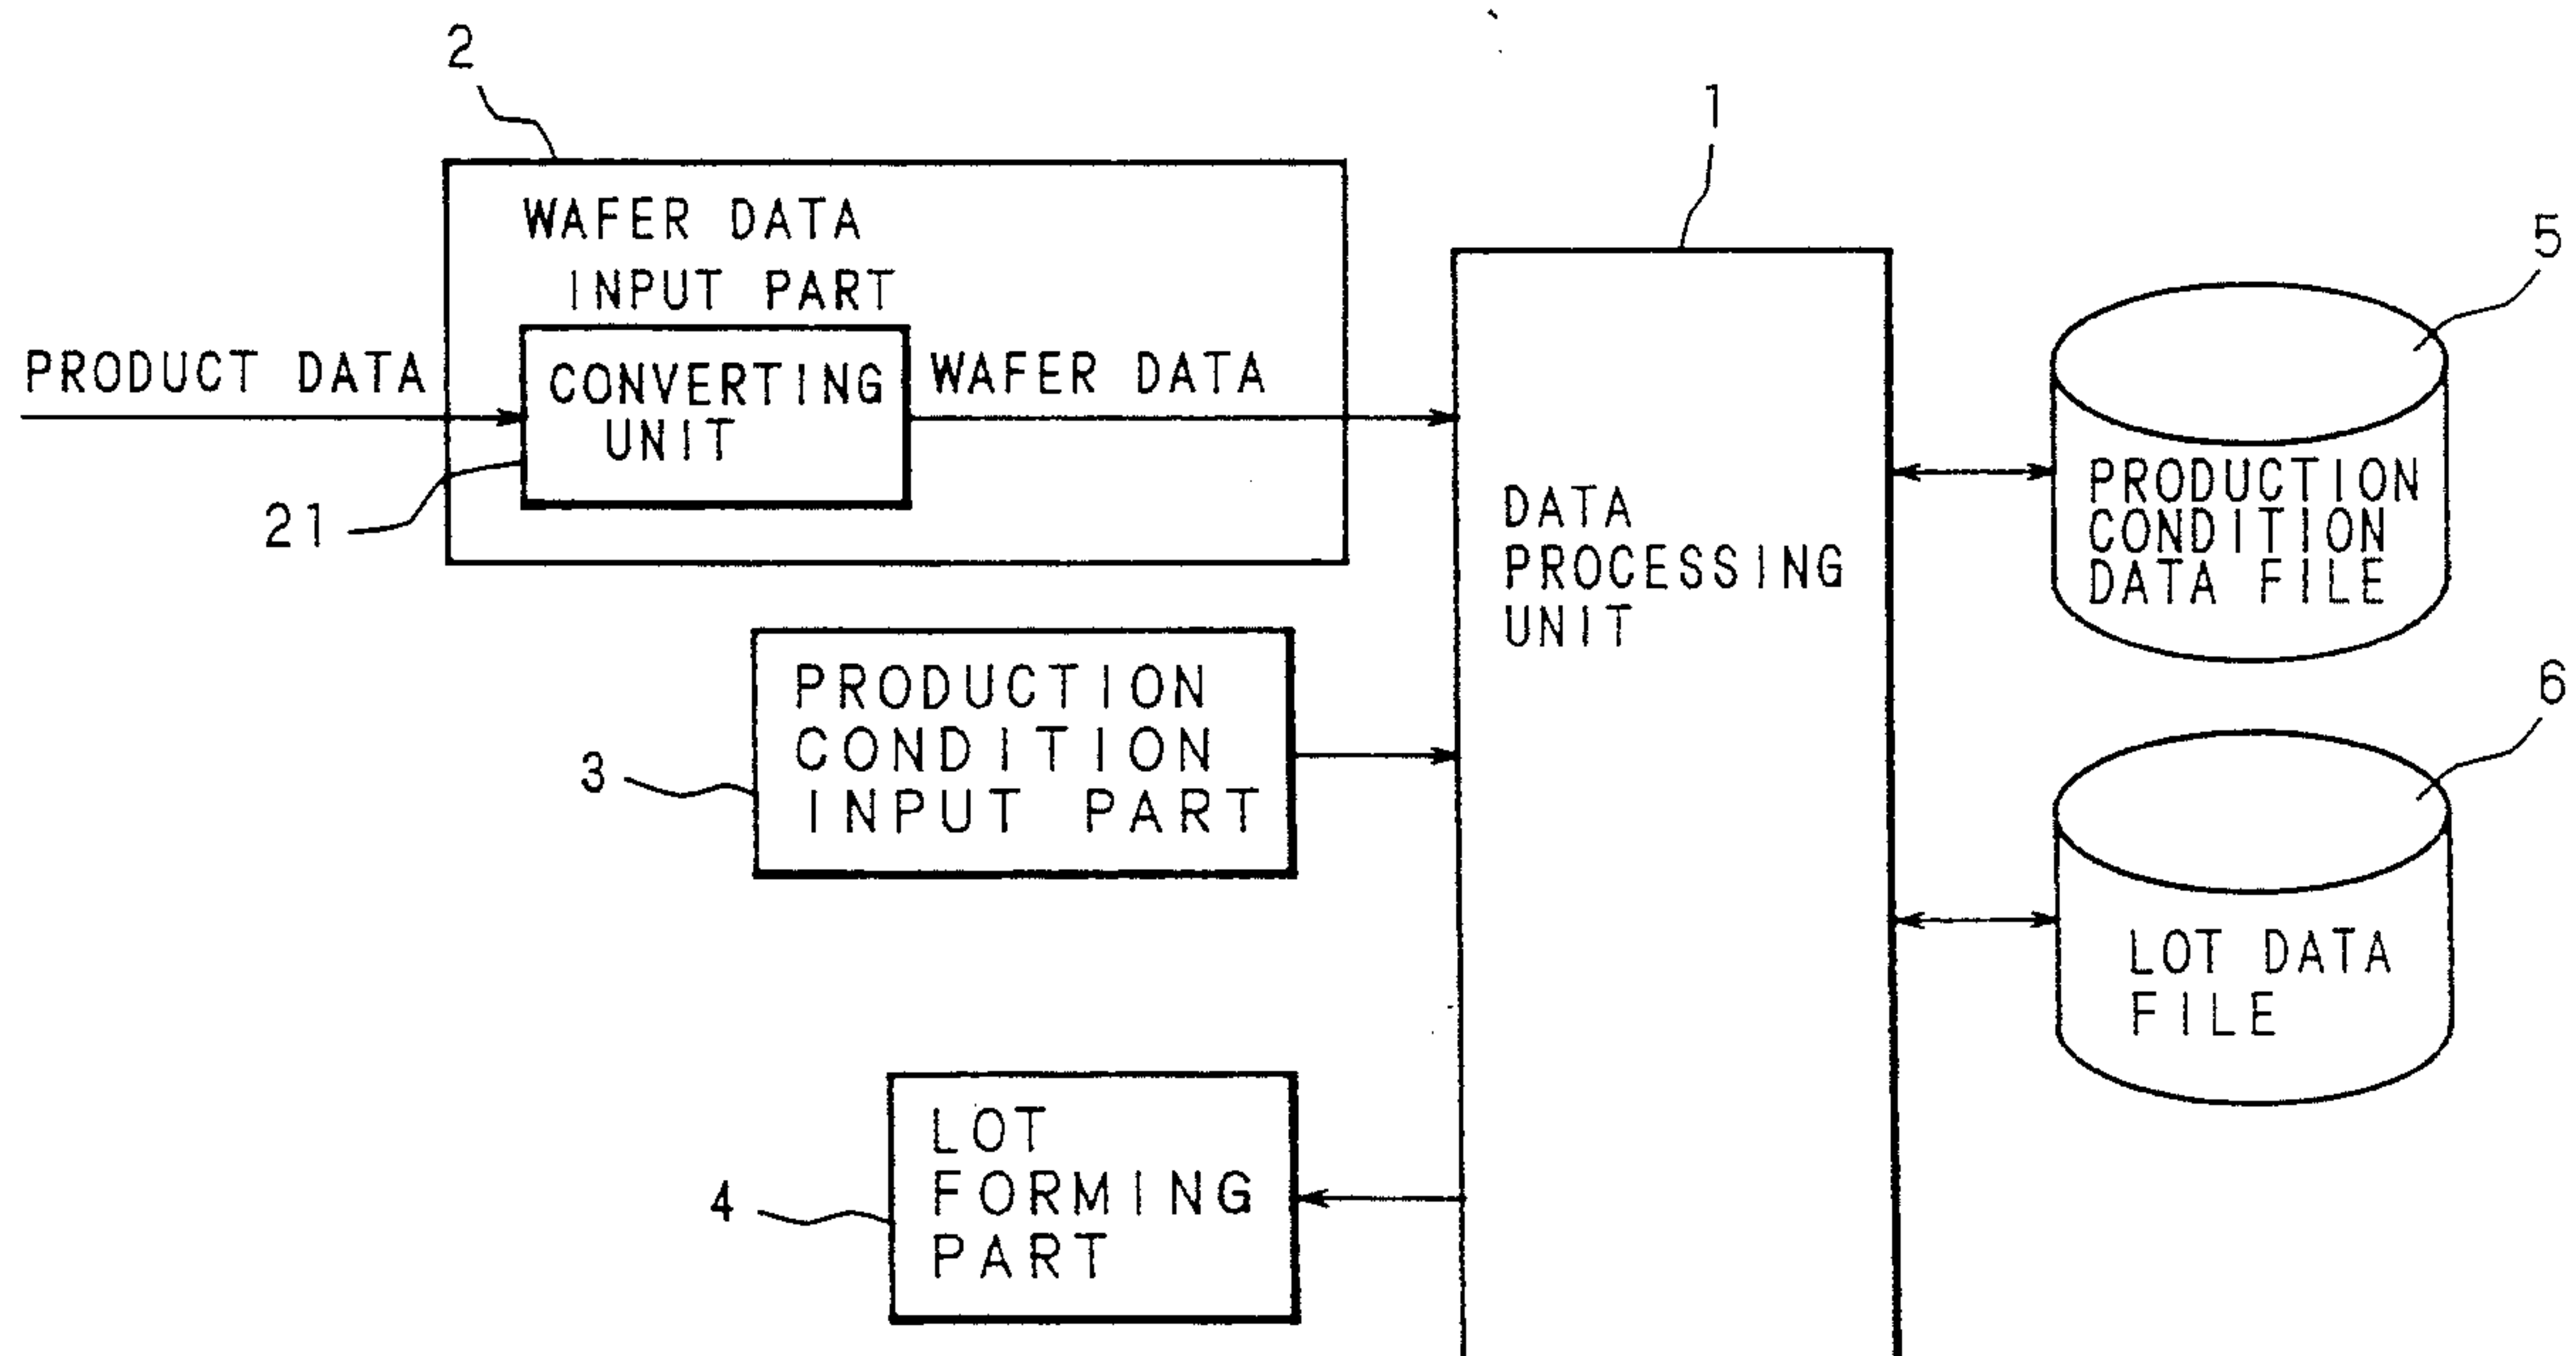 2
1
WAFER DATA
INPUT PART
5
PRODUCT DATA
CONVERTING
UNIT
WAFER DATA
21
DATA
PROCESSING
UNIT
PRODUCTION
CONDITION
DATA FILE
PRODUCTION
CONDITION
INPUT PART
3
6
LOT DATA
FILE
LOT
FORMING
PART
4